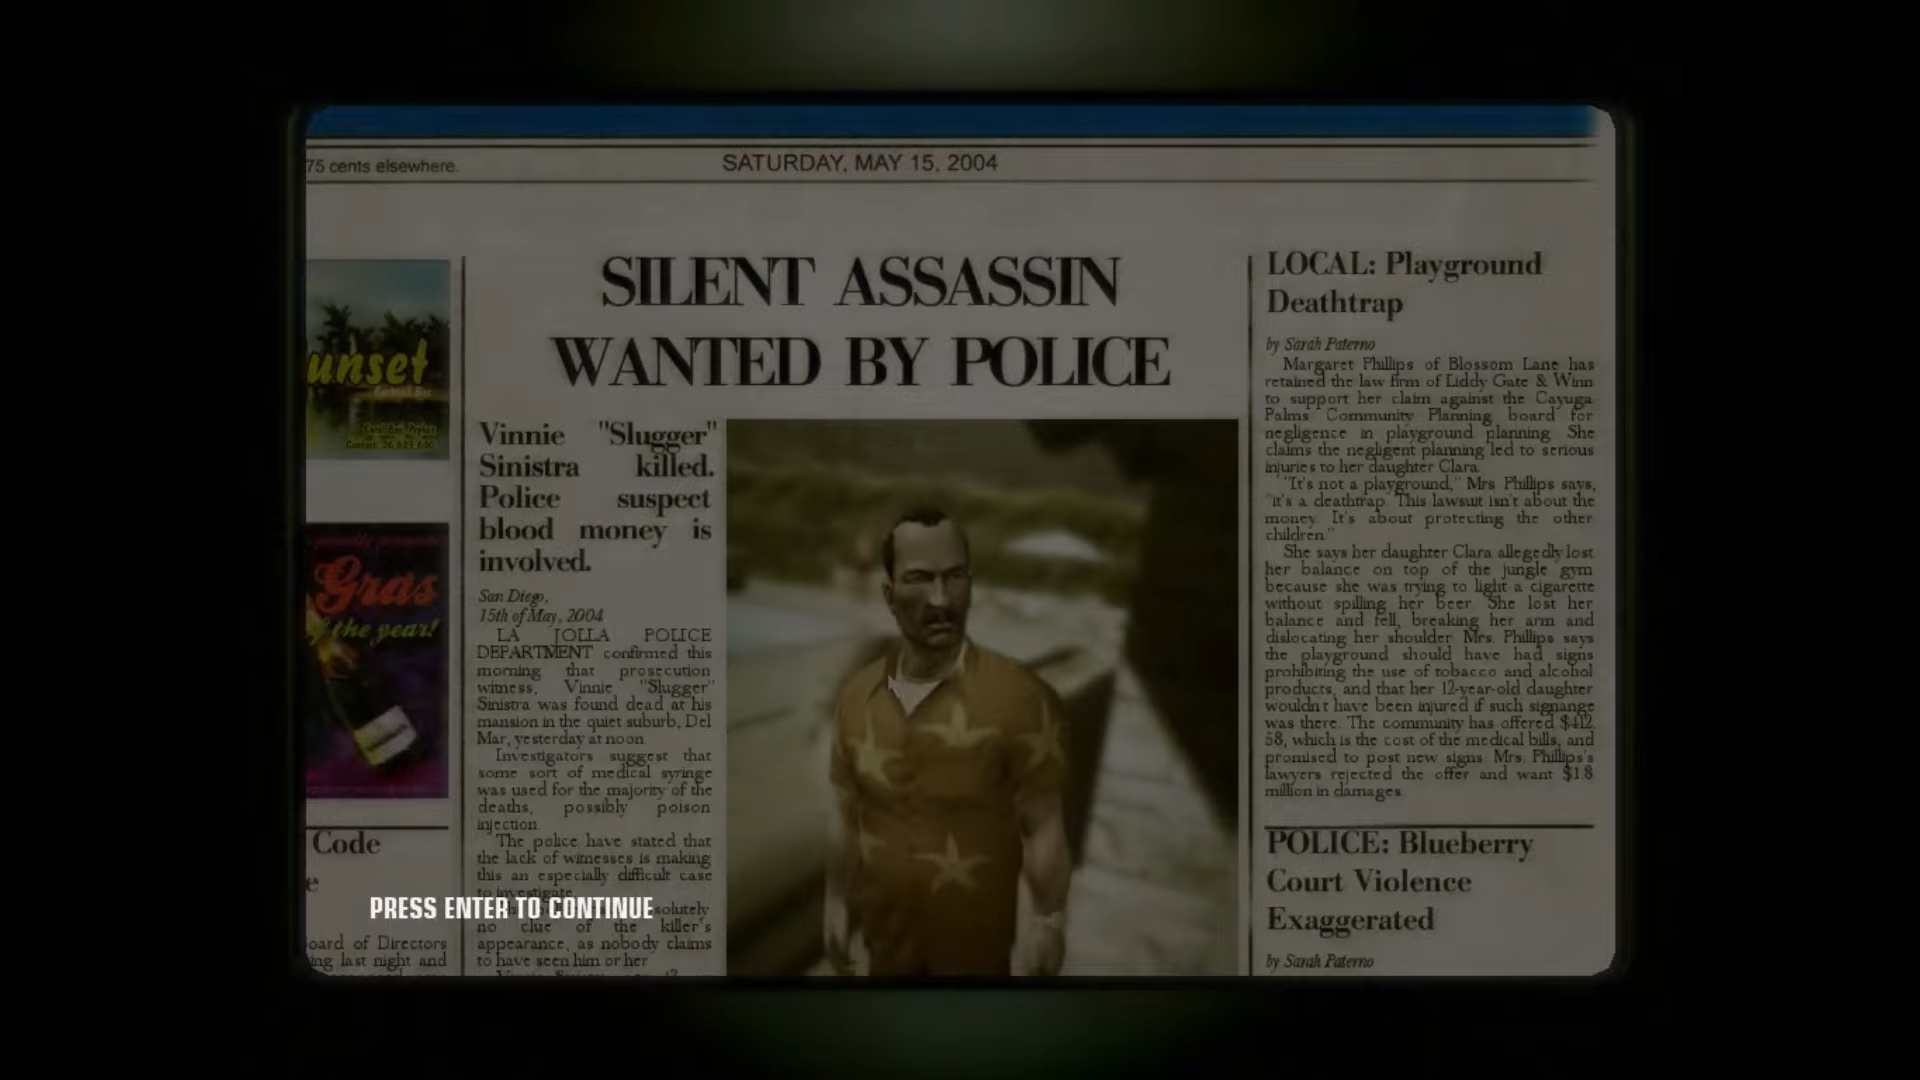 75 cents elsewhere.
SATURDAY, MAY 15, 2004
unset
Gras
the year!
Code
e
oard of Directors
ing last night and
SILENT ASSASSIN
WANTED BY POLICE
Vinnie "Slugger"
Sinistra killed.
Police suspect
blood money is
involved.
San Diego,
15th of May, 2004
LA JOLLA POLICE
DEPARTMENT confirmed this
morning that prosecution
witness, Vinnie "Slugger"
Sinistra was found dead at his
mansion in the quiet suburb, Del
Mar, yesterday at noon
Investigators suggest that
some sort of medical syringe
was used for the majority of the
deaths, possibly poison
injection.
The police have stated that
the lack of witnesses is making
this an especially difficult case
to investigate
solutely
no clue of the killer's
appearance, as nobody claims
to have seen him or her
LOCAL: Playground
Deathtrap
by Sarah Paterno
Margaret Phillips of Blossom Lane has
retained the law firm of Liddy Gate & Winn
to support her claim against the Cayuga
Palms Community Planning board for
negligence in playground planning. She
claims the negligent planning led to serious
injuries to her daughter Clara.
"It's not a playground," Mrs Phillips says,
"it's a deathtrap. This lawsuit isn't about the
money. It's about protecting the other
children."
She says her daughter Clara allegedly lost
her balance on top of the jungle gym
because she was trying to light a cigarette
without spilling her beer. She lost her
balance and fell, breaking her arm and
dislocating her shoulder. Mrs. Phillips says
the playground should have had signs
prohibiting the use of tobacco and alcohol
products, and that her 12-year-old daughter
wouldn't have been injured if such signange
was there. The community has offered $412.
58, which is the cost of the medical bills, and
promised to post new signs. Mrs. Phillips's
lawyers rejected the offer and want $1.8
million in damages
POLICE: Blueberry
Court Violence
Exaggerated
by Sarah Paterno
PRESS ENTER TO CONTINUE